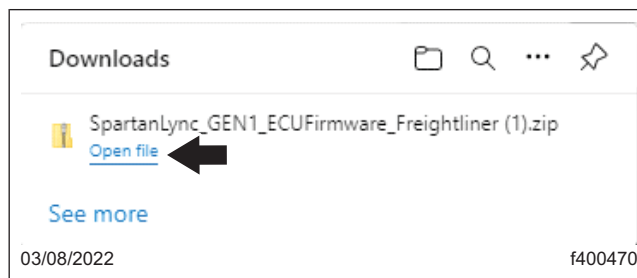 Downloads
SpartanLync_GEN1_ECUFirmware_Freightliner (1).zip
Open file
See more
03/08/2022 f400470